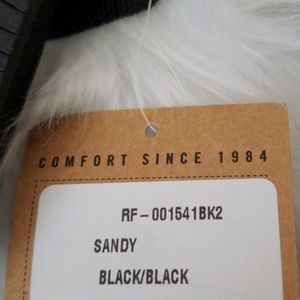 COMFORT SINCE 1984
RF-001541BK2
SANDY
BLACK/BLACK